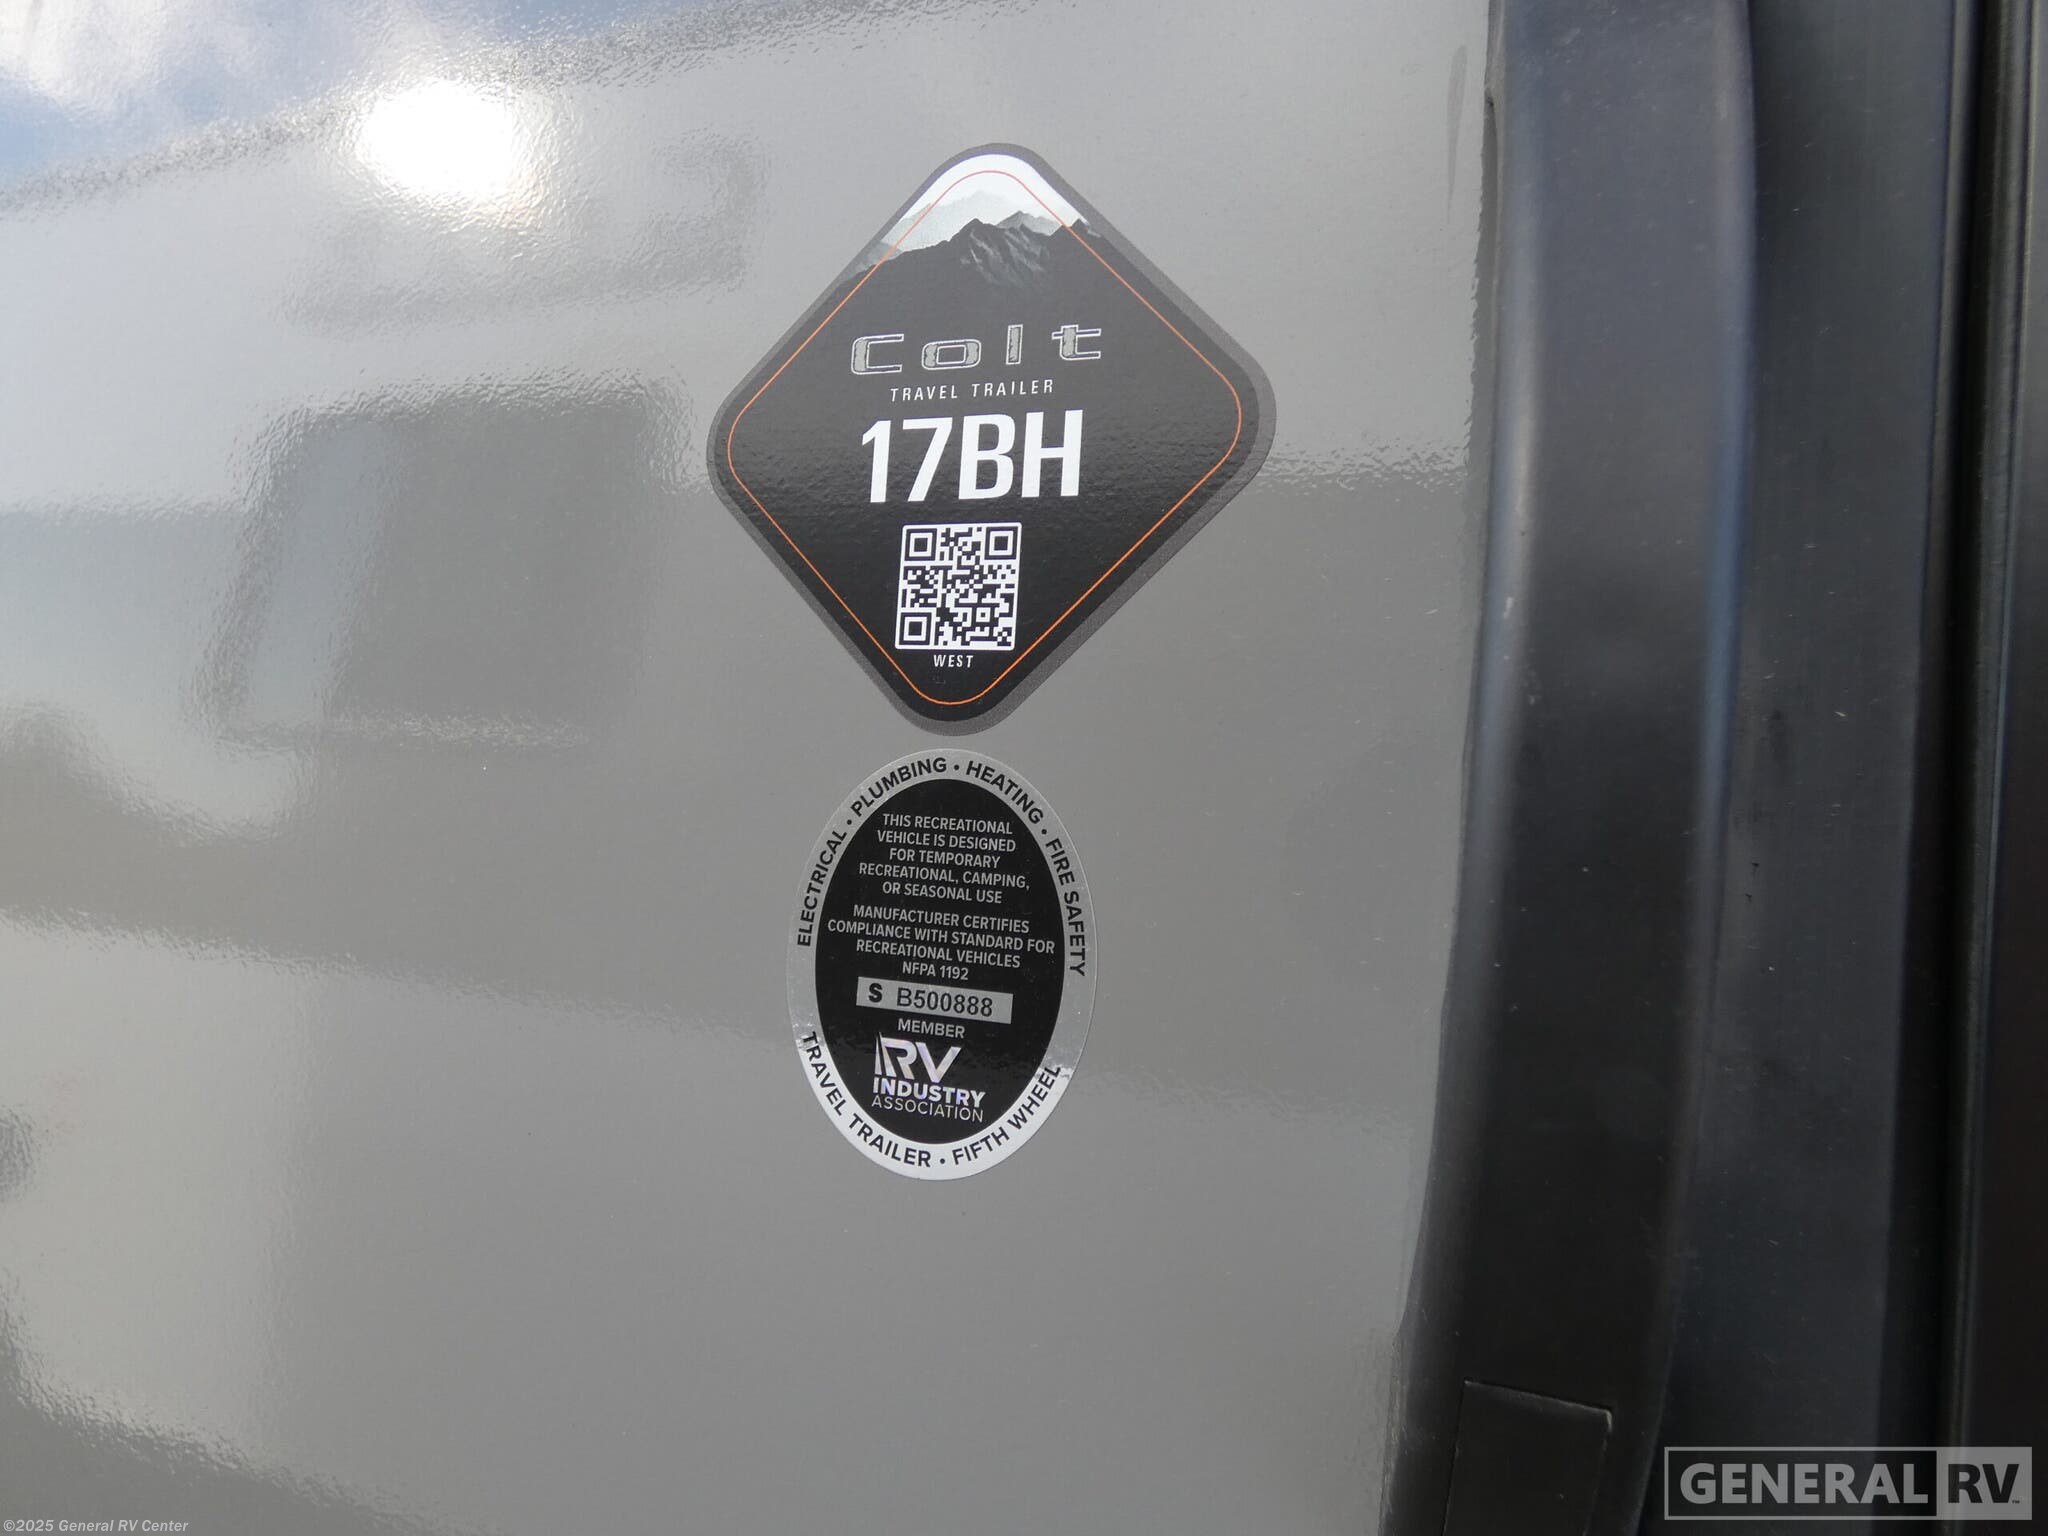 Colt
TRAVEL TRAILER
17BH
WEST
ELECTRICAL • PLUMBING • HEATING • FIRE SAFETY
THIS RECREATIONAL
VEHICLE IS DESIGNED
FOR TEMPORARY
RECREATIONAL, CAMPING,
OR SEASONAL USE
MANUFACTURER CERTIFIES
COMPLIANCE WITH STANDARD FOR
RECREATIONAL VEHICLES
NFPA 1192
S B500888
MEMBER
RV
INDUSTRY
ASSOCIATION
TRAVEL TRAILER • FIFTH WHEEL
GENERAL RV
©2025 General RV Center